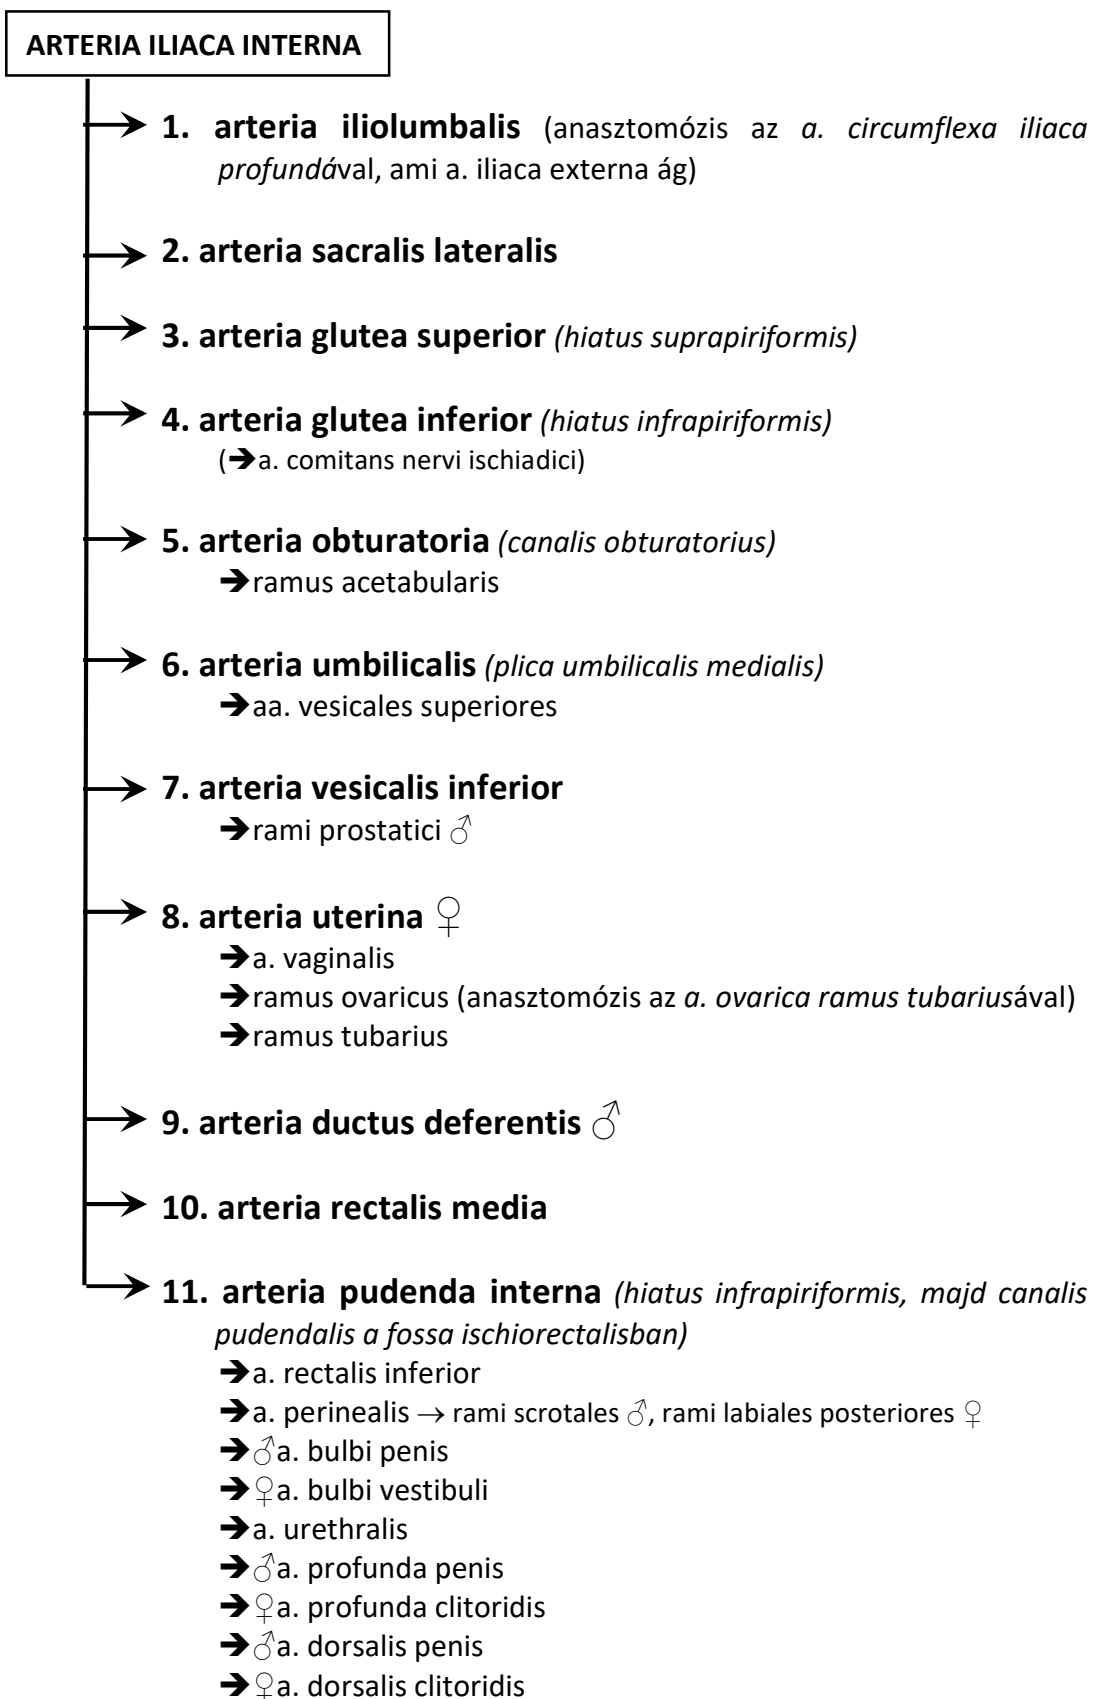 ARTERIA ILIACA INTERNA
1. arteria iliolumbalis (anasztomózis az a. circumflexa iliaca
profundával, ami a. iliaca externa ág)
2. arteria sacralis lateralis
3. arteria glutea superior (hiatus suprapiriformis)
4. arteria glutea inferior (hiatus infrapiriformis)
(➔a. comitans nervi ischiadici)
5. arteria obturatoria (canalis obturatorius)
➔ramus acetabularis
6. arteria umbilicalis (plica umbilicalis medialis)
➔aa. vesicales superiores
7. arteria vesicalis inferior
➔rami prostatici ♂
8. arteria uterina ♀
➔a. vaginalis
➔ramus ovaricus (anasztomózis az a. ovarica ramus tubariusával)
➔ramus tubarius
9. arteria ductus deferentis ♂
10. arteria rectalis media
11. arteria pudenda interna (hiatus infrapiriformis, majd canalis
pudendalis a fossa ischiorectalisban)
➔a. rectalis inferior
➔a. perinealis → rami scrotales ♂, rami labiales posteriores ♀
➔♂a. bulbi penis
➔♀a. bulbi vestibuli
➔a. urethralis
➔♂a. profunda penis
➔♀a. profunda clitoridis
➔♂a. dorsalis penis
➔♀a. dorsalis clitoridis